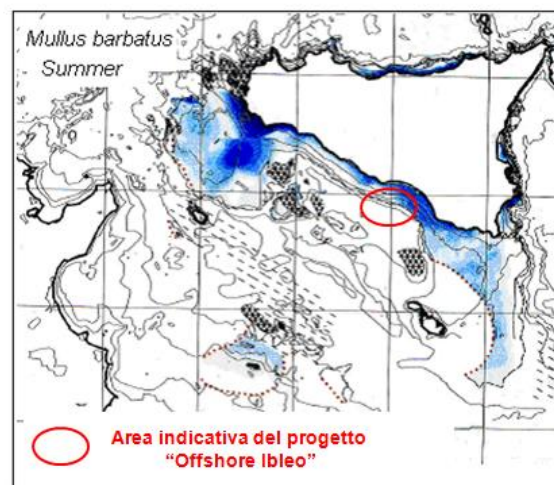 Mullus barbatus
Summer
Area indicativa del progetto
“Offshore Ibleo”